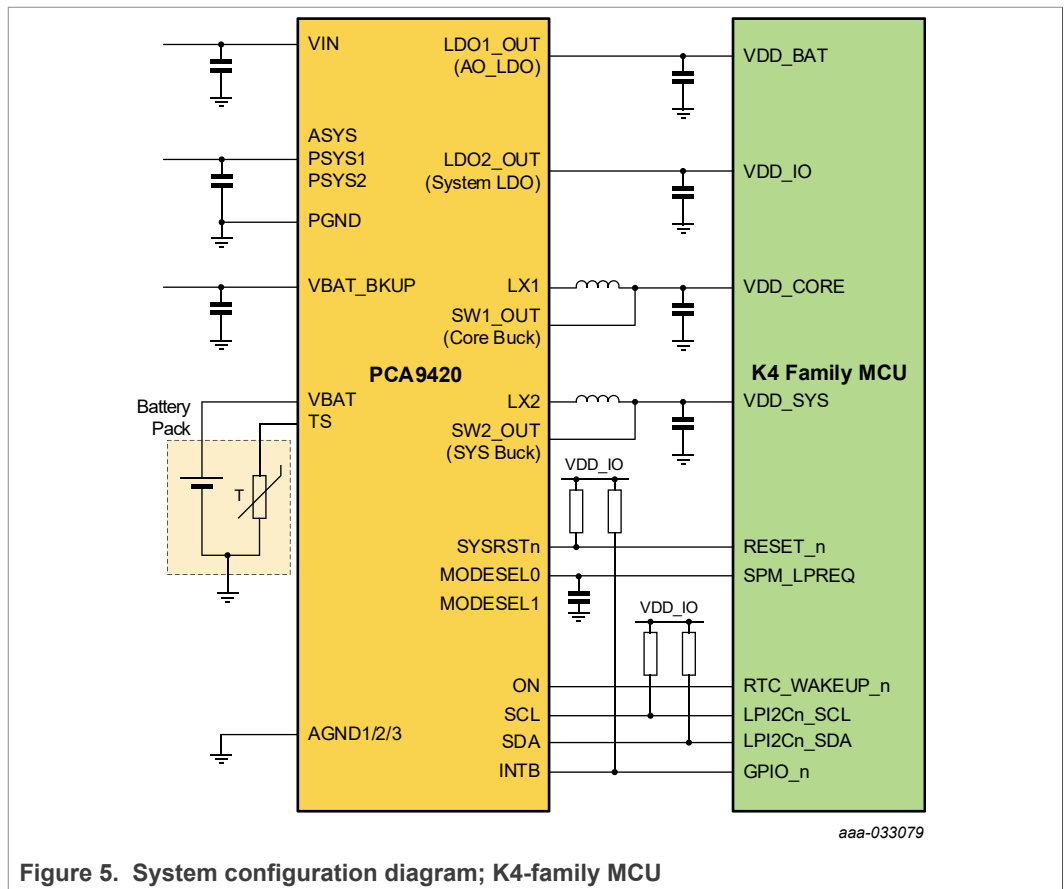 VIN
ASYS
PSYS1
PSYS2
PGND
VBAT_BKUP
VBAT
TS
AGND1/2/3
Battery
Pack
T
PCA9420
LDO1_OUT
(AO_LDO)
LDO2_OUT
(System LDO)
LX1
SW1_OUT
(Core Buck)
LX2
SW2_OUT
(SYS Buck)
SYSRSTn
MODESEL0
MODESEL1
ON
SCL
SDA
INTB
VDD_IO
VDD_IO
VDD_BAT
VDD_IO
VDD_CORE
K4 Family MCU
VDD_SYS
RESET_n
SPM_LPREQ
RTC_WAKEUP_n
LPI2Cn_SCL
LPI2Cn_SDA
GPIO_n
aaa-033079
Figure 5. System configuration diagram; K4-family MCU